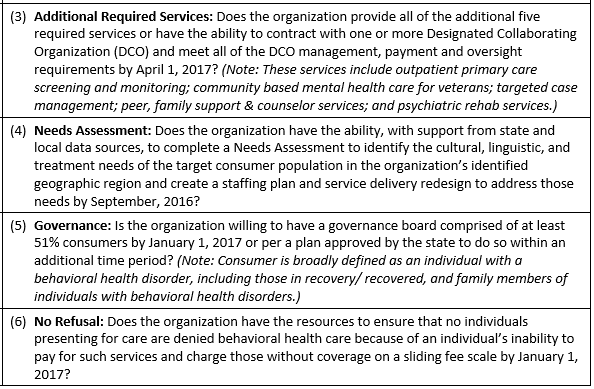 (3) Additional Required Services: Does the organization provide all of the additional five
required services or have the ability to contract with one or more Designated Collaborating
Organization (DCO) and meet all of the DCO management, payment and oversight
requirements by April 1, 2017? (Note: These services include outpatient primary care
screening and monitoring; community based mental health care for veterans; targeted case
management; peer, family support & counselor services; and psychiatric rehab services.)
(4) Needs Assessment: Does the organization have the ability, with support from state and
local data sources, to complete a Needs Assessment to identify the cultural, linguistic, and
treatment needs of the target consumer population in the organization's identified
geographic region and create a staffing plan and service delivery redesign to address those
needs by September, 2016?
(5) Governance: Is the organization willing to have a governance board comprised of at least
51% consumers by January 1, 2017 or per a plan approved by the state to do so within an
additional time period? (Note: Consumer is broadly defined as an individual with a
behavioral health disorder, including those in recovery/ recovered, and family members of
individuals with behavioral health disorders.)
(6) No Refusal: Does the organization have the resources to ensure that no individuals
presenting for care are denied behavioral health care because of an individual's inability to
pay for such services and charge those without coverage on a sliding fee scale by January 1,
2017?